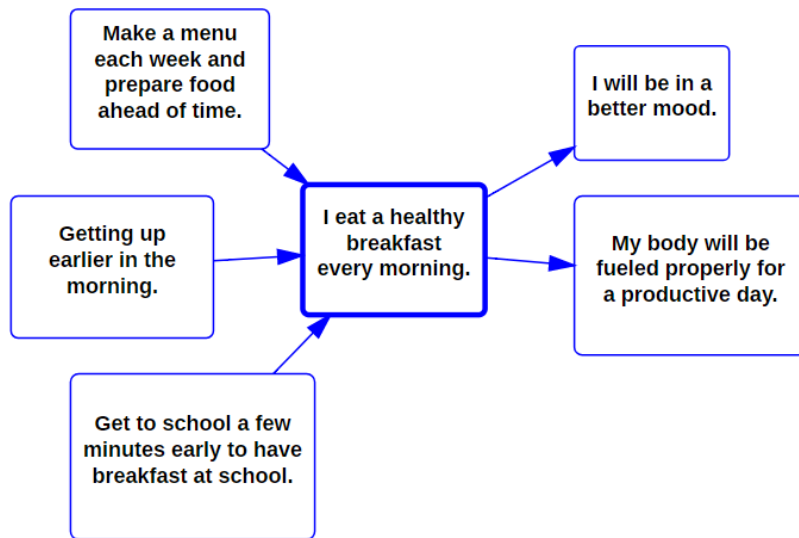 Make a menu
each week and
prepare food
ahead of time.
Getting up
earlier in the
morning.
Get to school a few
minutes early to have
breakfast at school.
I eat a healthy
breakfast
every morning.
I will be in a
better mood.
My body will be
fueled properly for
a productive day.